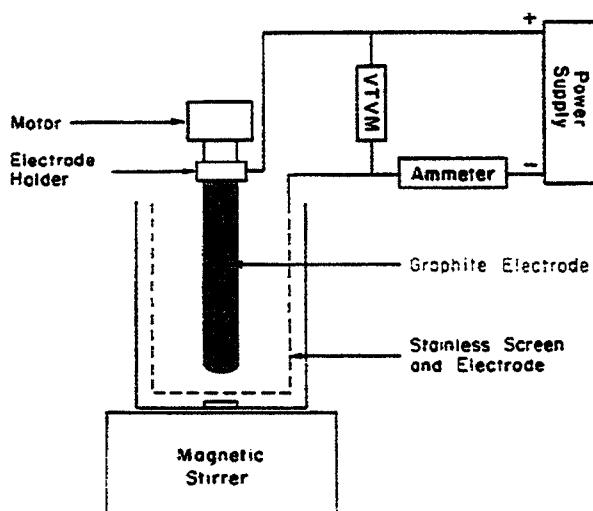 +
Power
Supply
VTVM
Motor
Electrode
Holder
Ammeter
–
Graphite Electrode
Stainless Screen
and Electrode
Magnetic
Stirrer